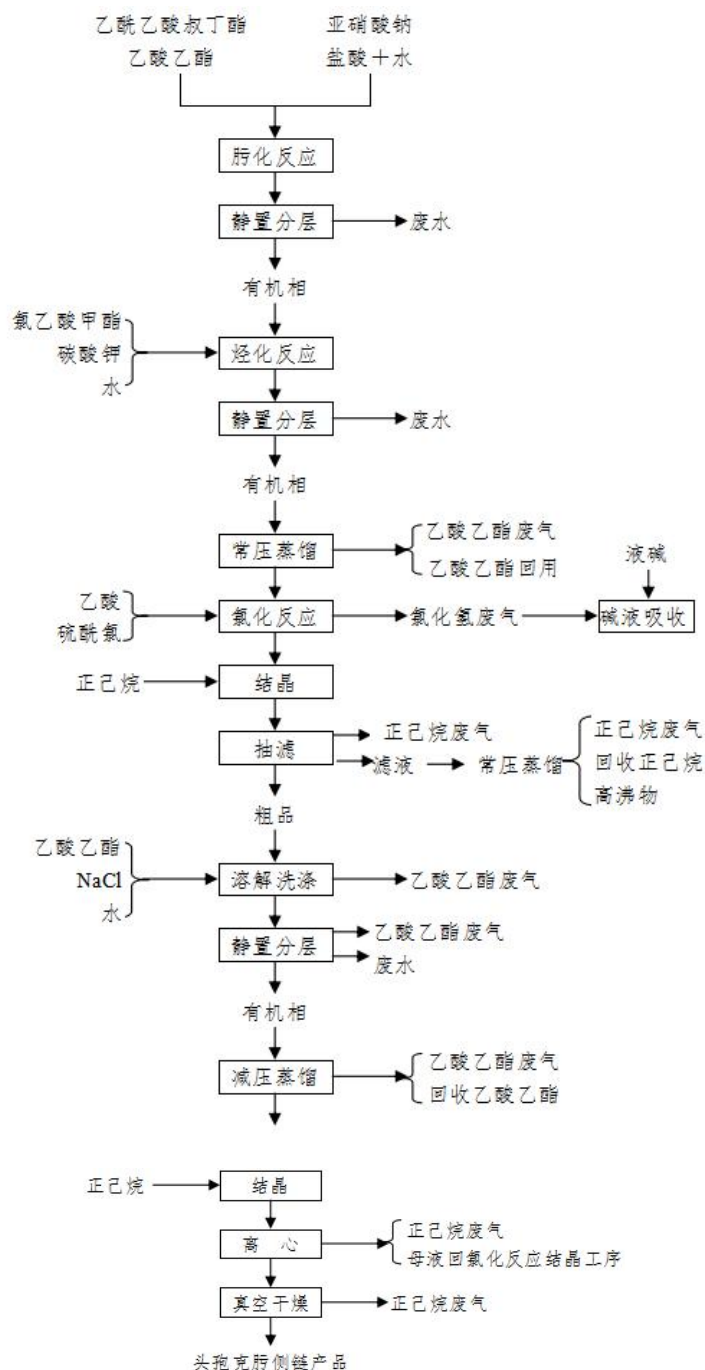 乙酰乙酸叔丁酯 亚硝酸钠
乙酸乙酯 盐酸＋水
肟化反应
静置分层 废水
有机相
氯乙酸甲酯
碳酸钾 烃化反应
水
静置分层 废水
有机相
常压蒸馏 乙酸乙酯废气
乙酸乙酯回用
液碱
乙酸
硫酰氯 氯化反应 氯化氢废气 碱液吸收
正己烷 结晶
抽滤 正己烷废气
滤液 常压蒸馏 正己烷废气
回收正己烷
高沸物
粗品
乙酸乙酯
NaCl 溶解洗涤 乙酸乙酯废气
水
静置分层 乙酸乙酯废气
废水
有机相
减压蒸馏 乙酸乙酯废气
回收乙酸乙酯
正己烷 结晶
离 心 正己烷废气
母液回氯化反应结晶工序
真空干燥 正己烷废气
头孢克肟侧链产品